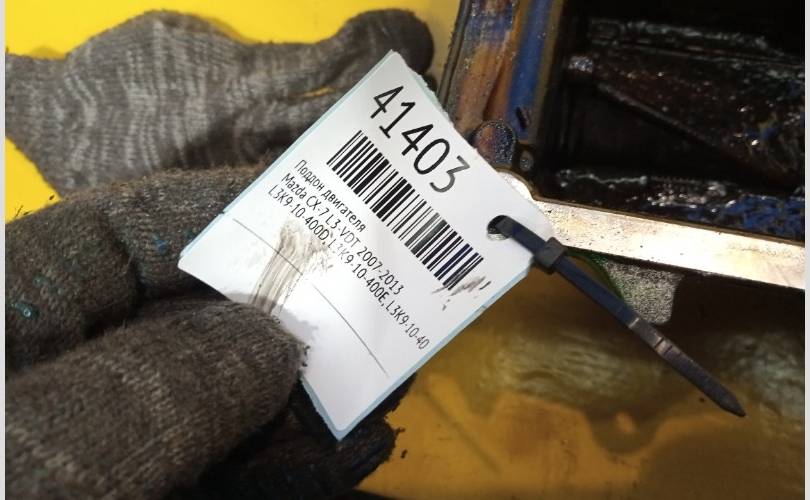 41403
Поддон двигателя
Mazda CX-7 L3-VDT 2007-2013
L3K9-10-400D, L3K9-10-400E, L3K9-10-40